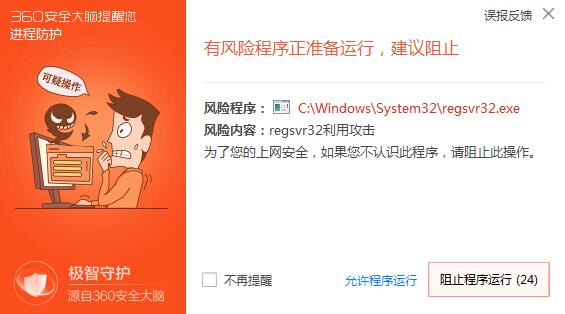 360安全大脑提醒您
进程防护
误报反馈
可疑操作
有风险程序正准备运行，建议阻止
风险程序： C:\Windows\System32\regsvr32.exe
风险内容：regsvr32利用攻击
为了您的上网安全，如果您不认识此程序，请阻止此操作。
极智守护
源自360安全大脑
不再提醒
允许程序运行
阻止程序运行 (24)